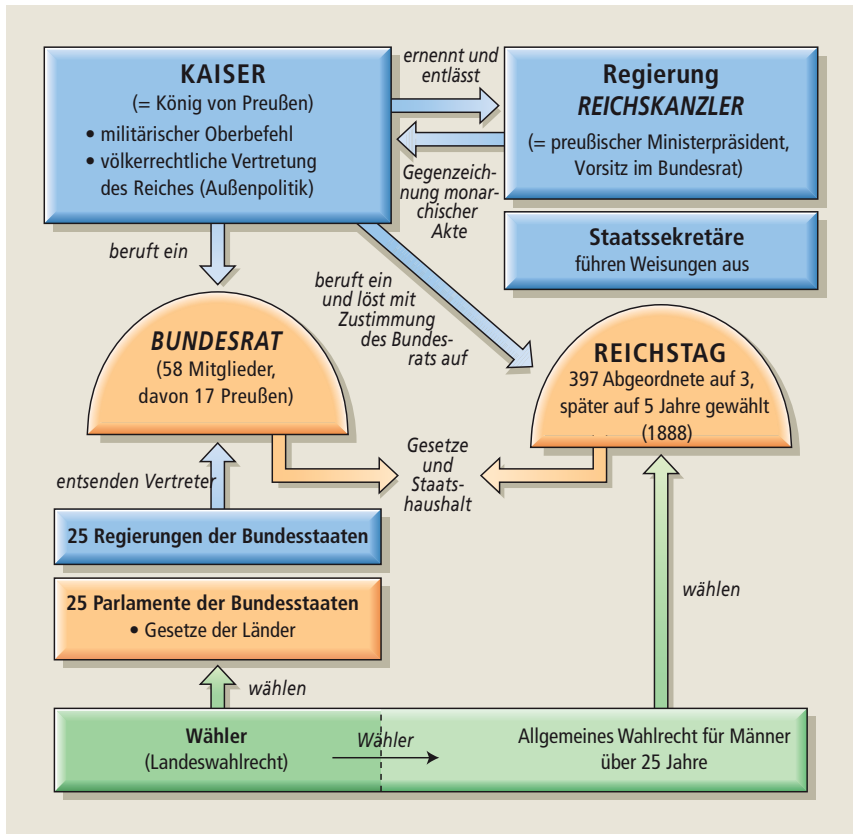 KAISER
(= König von Preußen)
• militärischer Oberbefehl
• völkerrechtliche Vertretung
des Reiches (Außenpolitik)
ernennt und
entlässt
Regierung
REICHSKANZLER
(= preußischer Ministerpräsident,
Vorsitz im Bundesrat)
Gegenzeich-
nung monar-
chischer
Akte
Staatssekretäre
führen Weisungen aus
beruft ein
beruft ein
und löst mit
Zustimmung
des Bundes-
rats auf
BUNDESRAT
(58 Mitglieder,
davon 17 Preußen)
REICHSTAG
397 Abgeordnete auf 3,
später auf 5 Jahre gewählt
(1888)
Gesetze
und
Staats-
haushalt
entsenden Vertreter
25 Regierungen der Bundesstaaten
25 Parlamente der Bundesstaaten
• Gesetze der Länder
wählen
wählen
Wähler
(Landeswahlrecht)
Wähler
Allgemeines Wahlrecht für Männer
über 25 Jahre